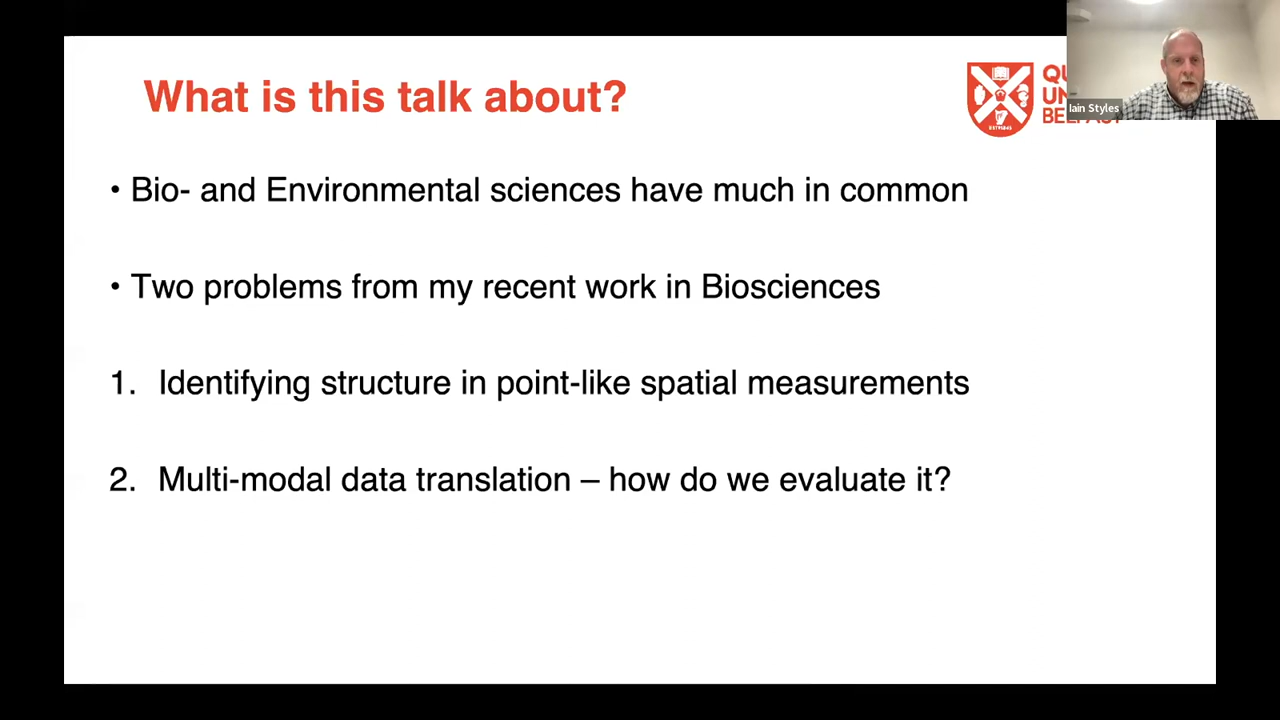 What is this talk about?
BELFAST
Iain Styles
• Bio- and Environmental sciences have much in common
• Two problems from my recent work in Biosciences
1. Identifying structure in point-like spatial measurements
2. Multi-modal data translation – how do we evaluate it?